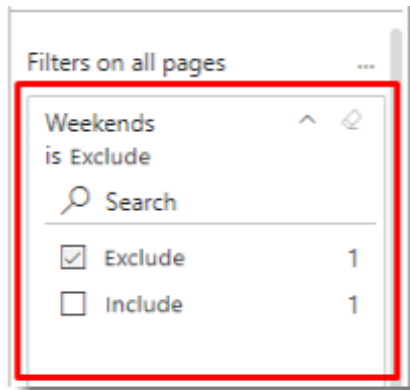 Filters on all pages ...
Weekends
is Exclude
Search
Exclude 1
Include 1